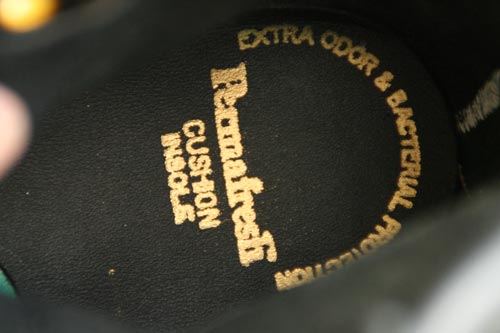 EXTRA ODOR & BACTERIAL PROTECTION
Permafresh
CUSHION
INSOLE